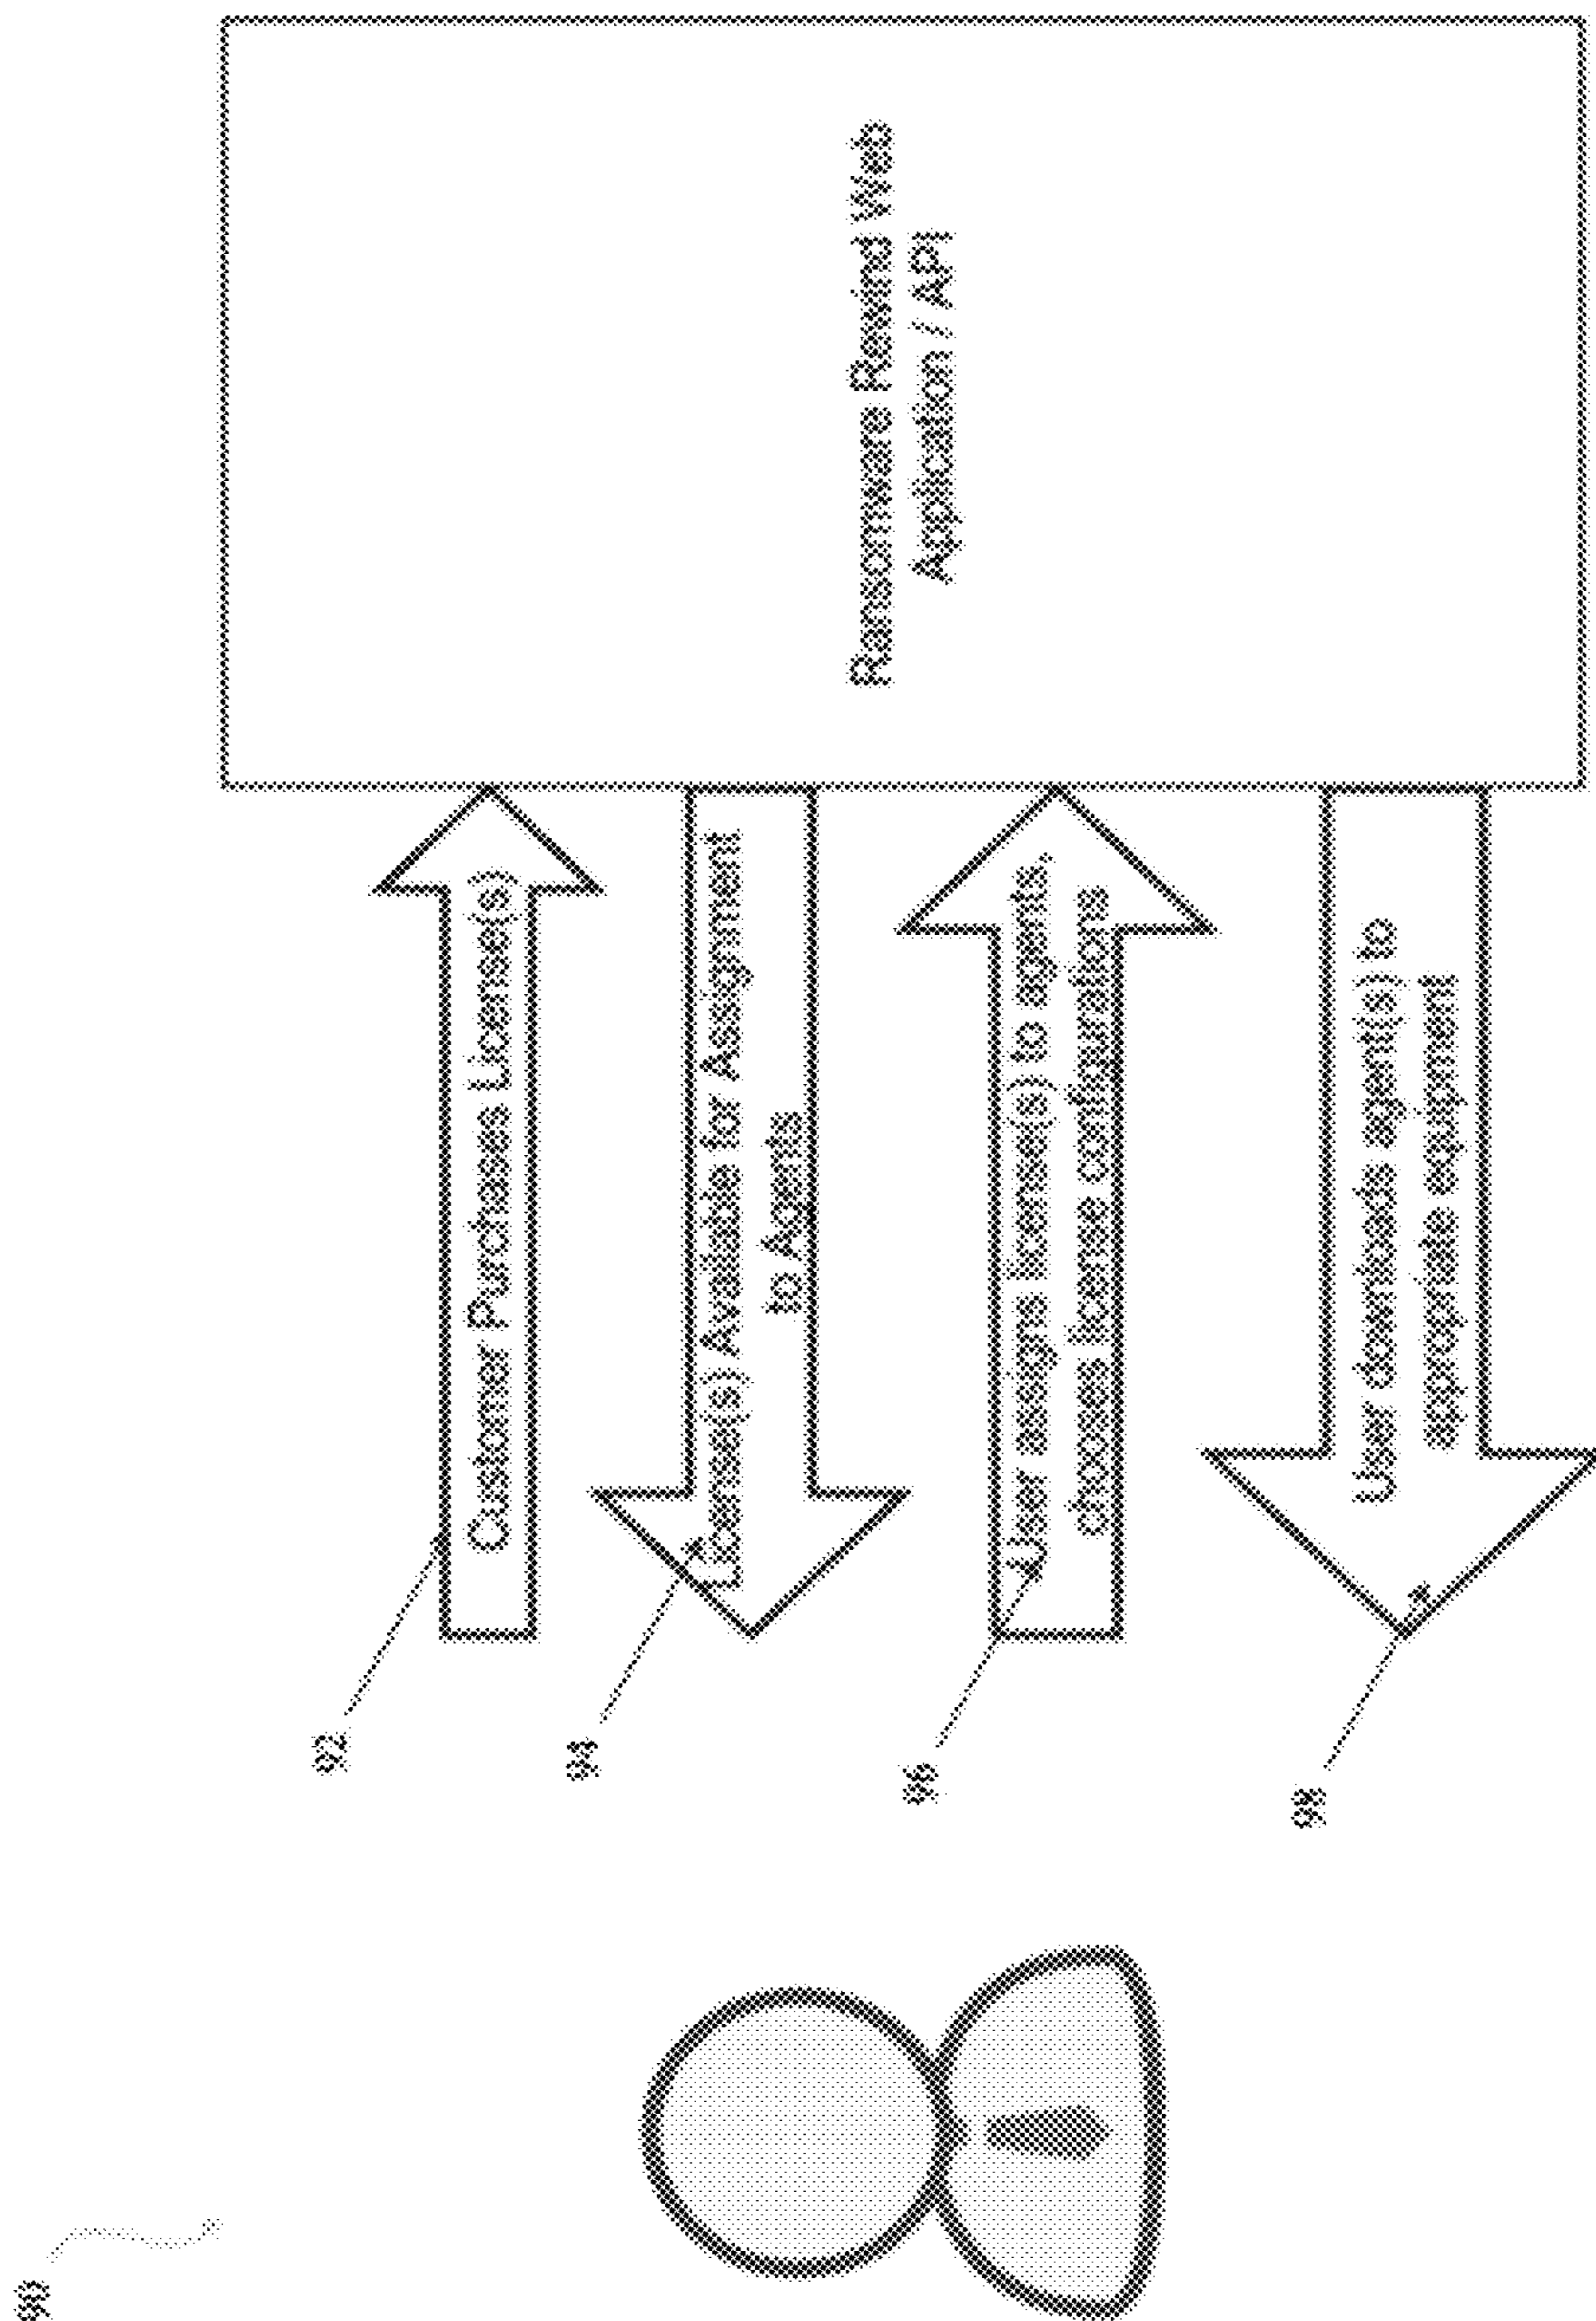 90
92
Customer Purchases License(s)
94
License(s) Available for Assignment
to Agents
96
User assigns license(s) to agents,
chooses license configurations
98
User downloads agent(s) to
appropriate equipment
Ransomware Rewind Web
Application / API